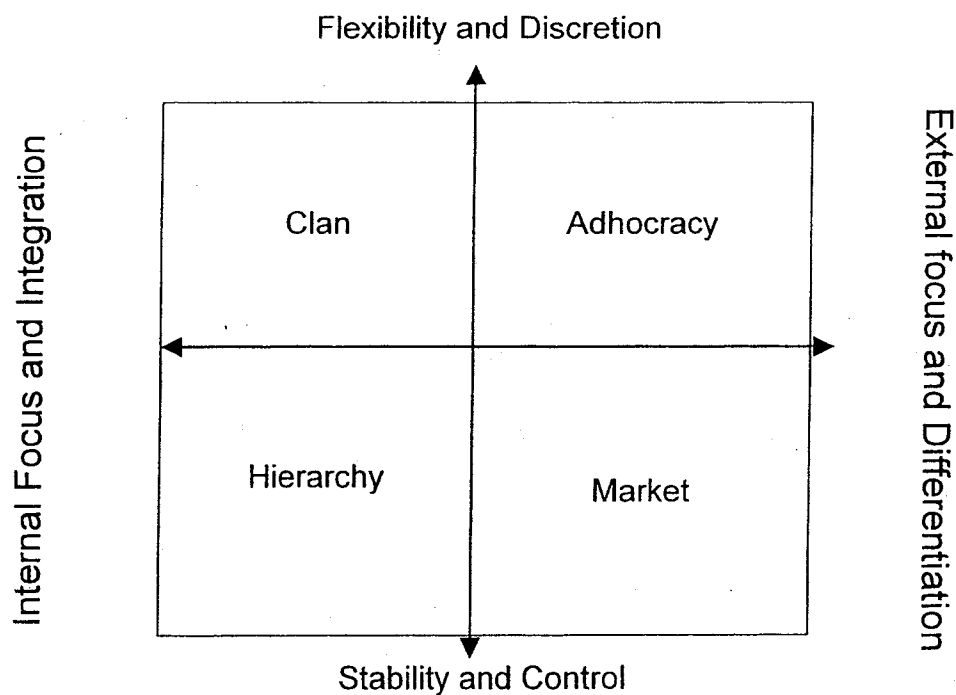 Flexibility and Discretion
Internal Focus and Integration
External focus and Differentiation
Clan
Adhocracy
Hierarchy
Market
Stability and Control